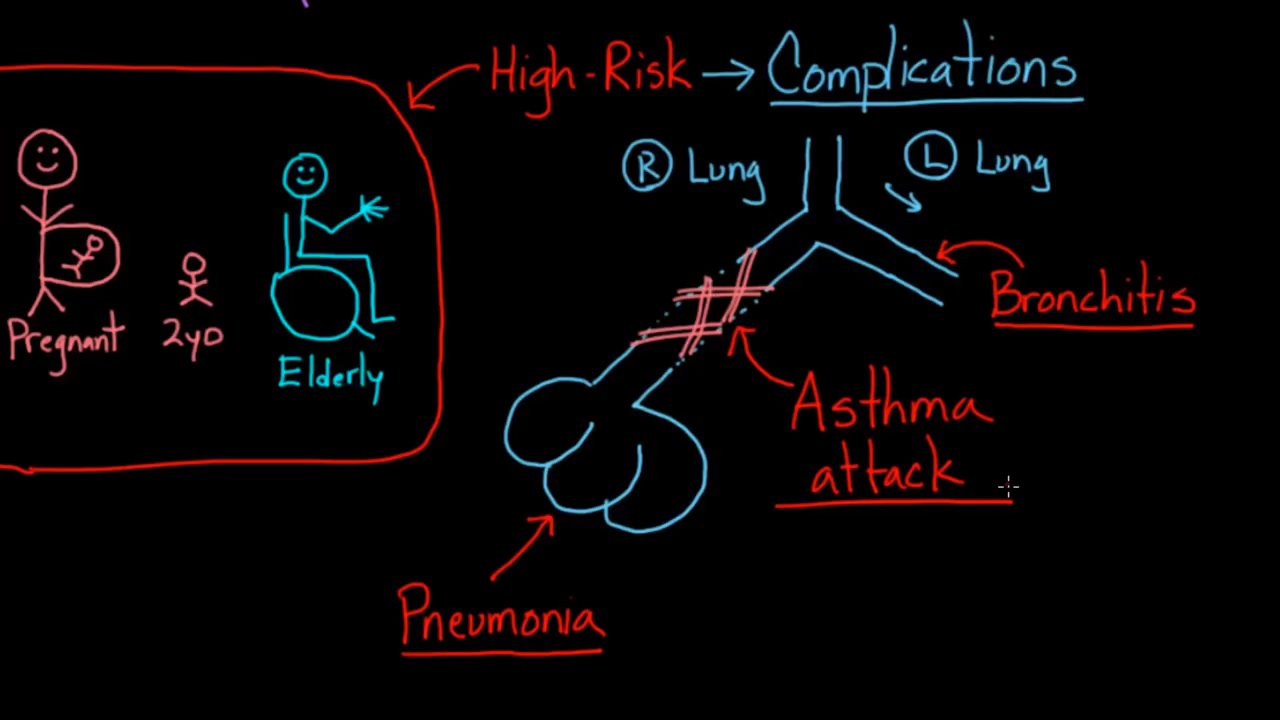 High-Risk → Complications
Ⓡ Lung
Ⓛ Lung
Pregnant
2yo
Elderly
Bronchitis
Asthma
attack
Pneumonia